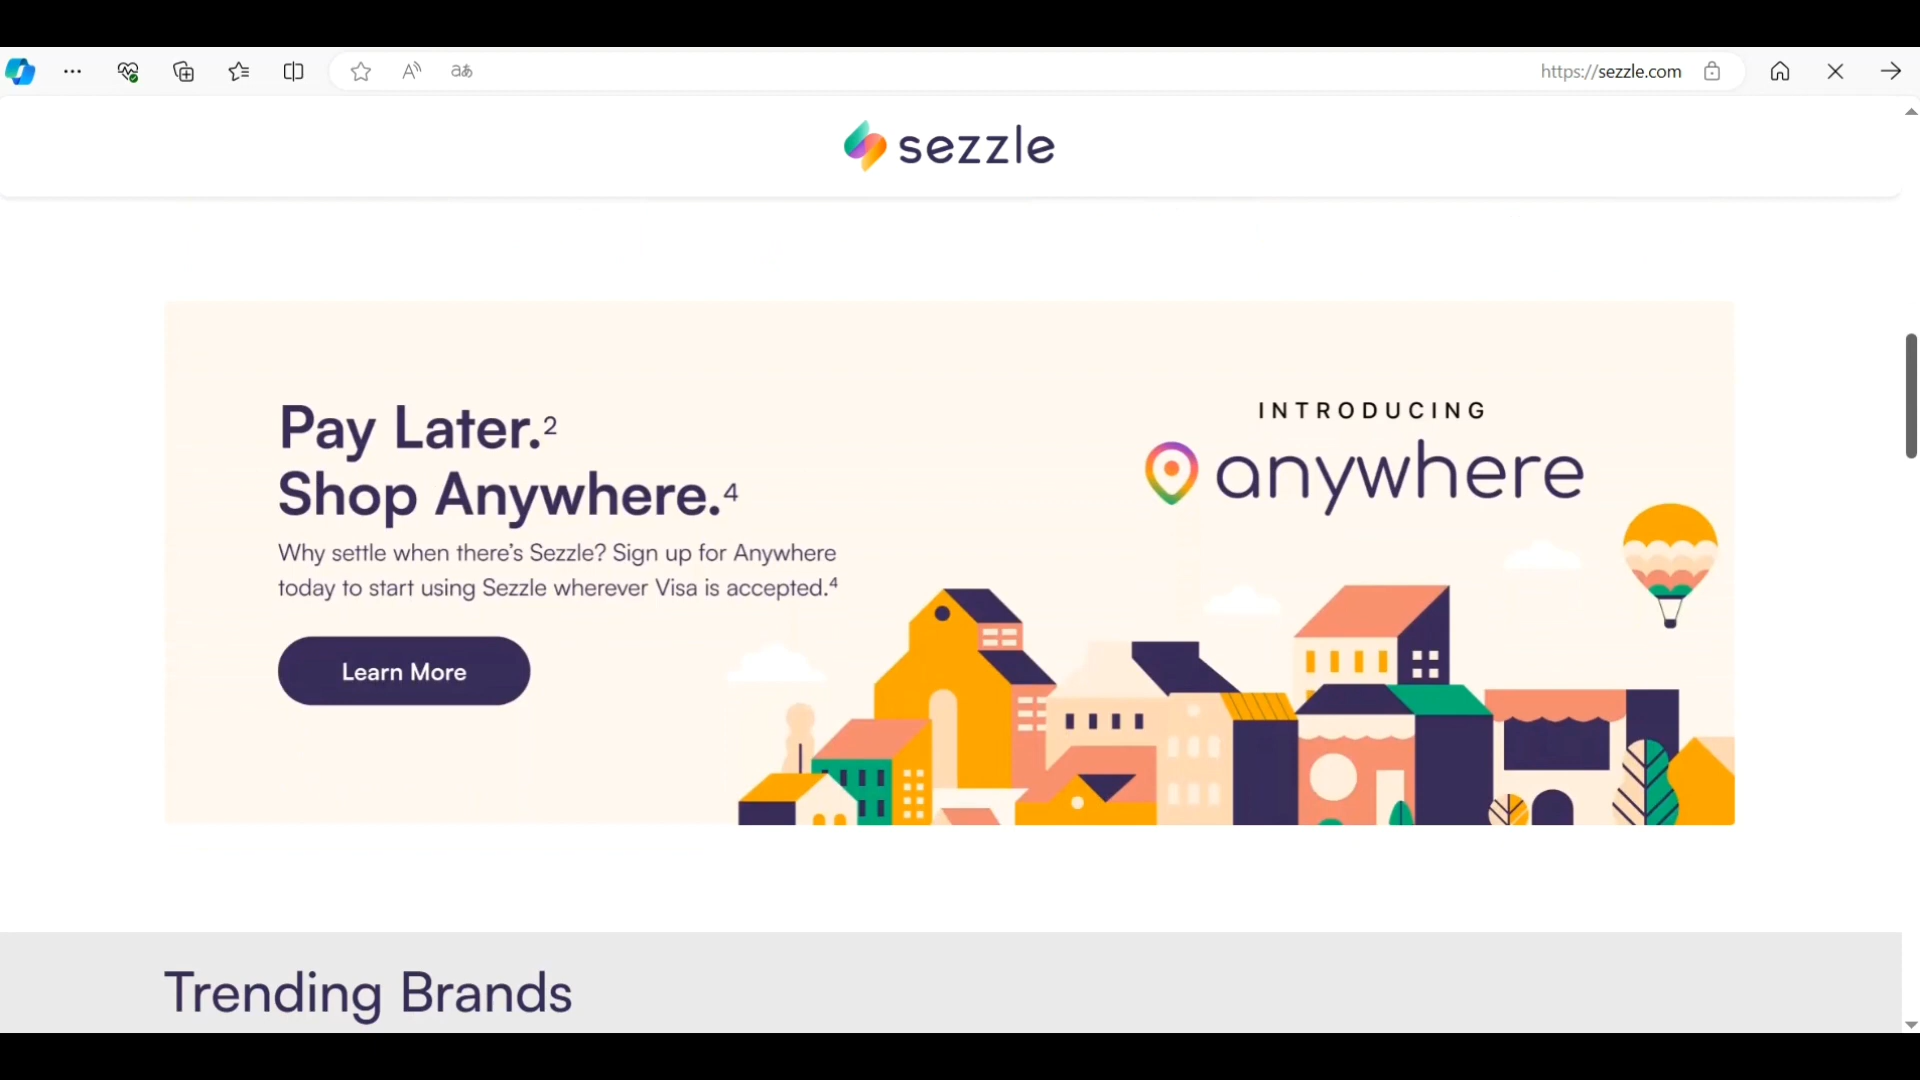 https://sezzle.com
sezzle
Pay Later.²
Shop Anywhere.⁴
Why settle when there’s Sezzle? Sign up for Anywhere
today to start using Sezzle wherever Visa is accepted.⁴
Learn More
INTRODUCING
anywhere
Trending Brands